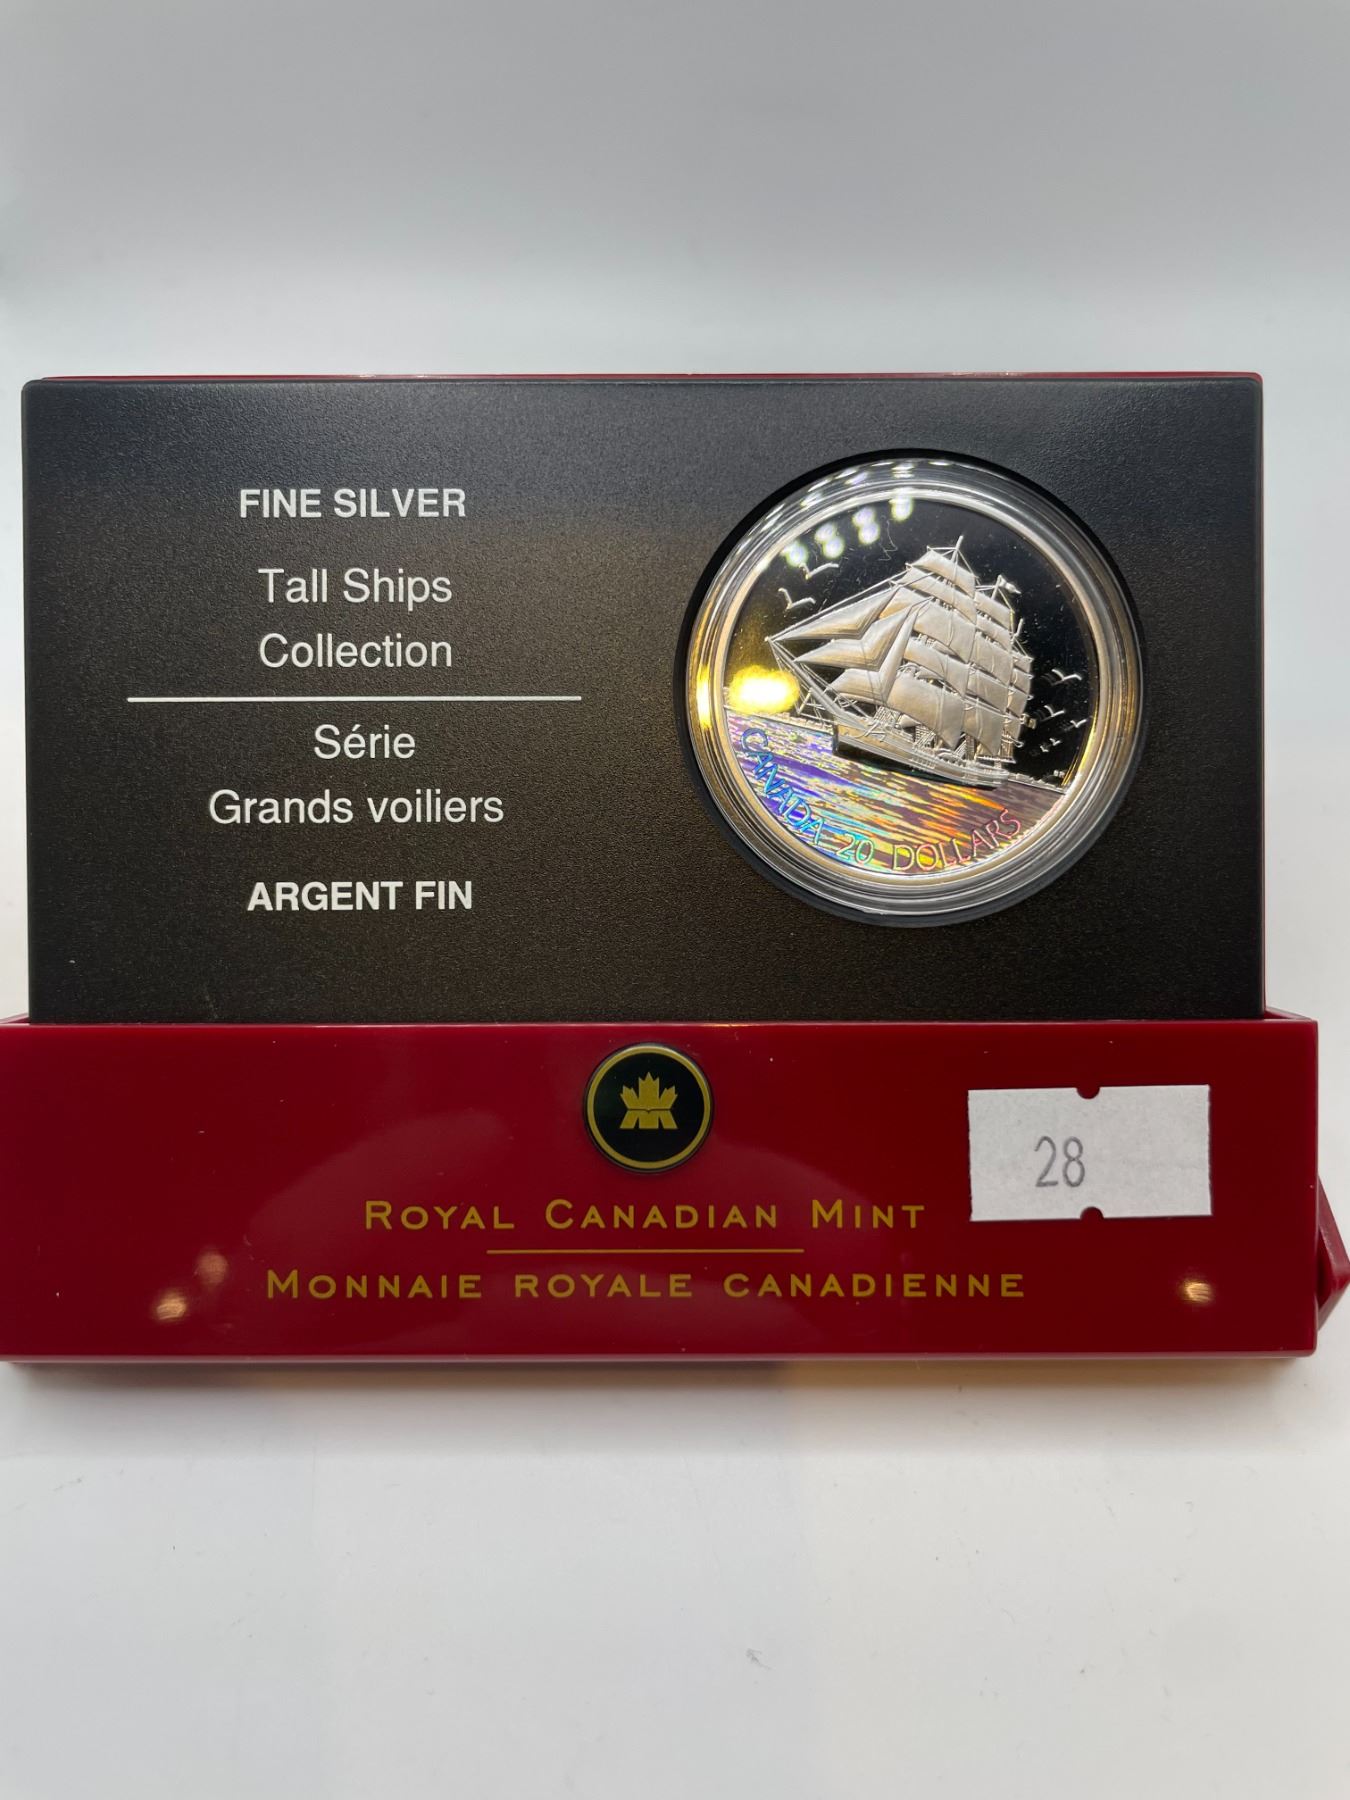 FINE SILVER
Tall Ships
Collection
Série
Grands voiliers
ARGENT FIN
CANADA 20 DOLLARS
ROYAL CANADIAN MINT
MONNAIE ROYALE CANADIENNE
28